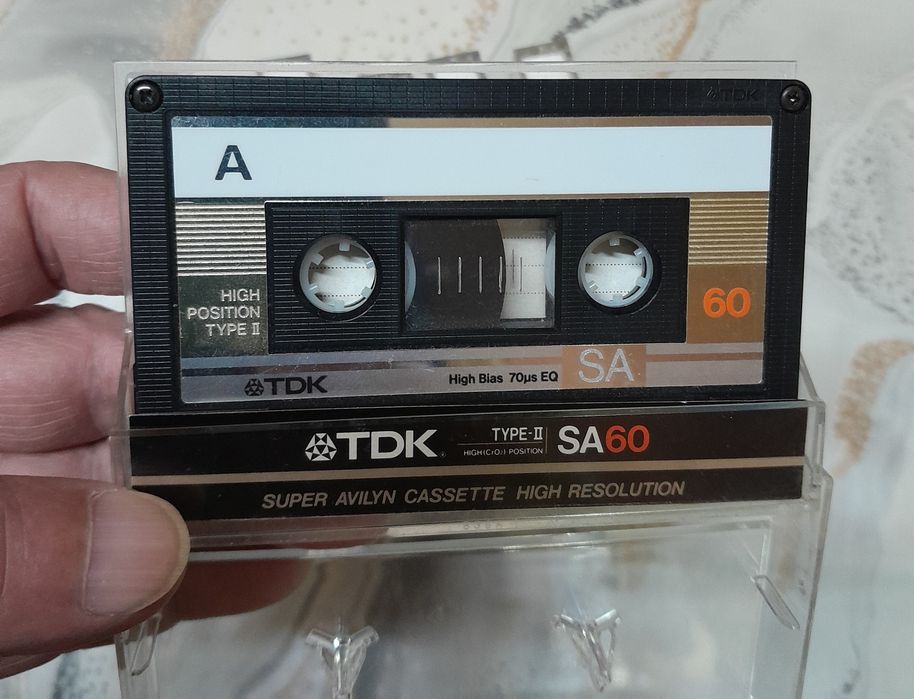 TDK
A
HIGH
POSITION
TYPE II
60
TDK
High Bias 70µs EQ
SA
TDK
TYPE-II
HIGH(CrO₂) POSITION
SA60
SUPER AVILYN CASSETTE HIGH RESOLUTION